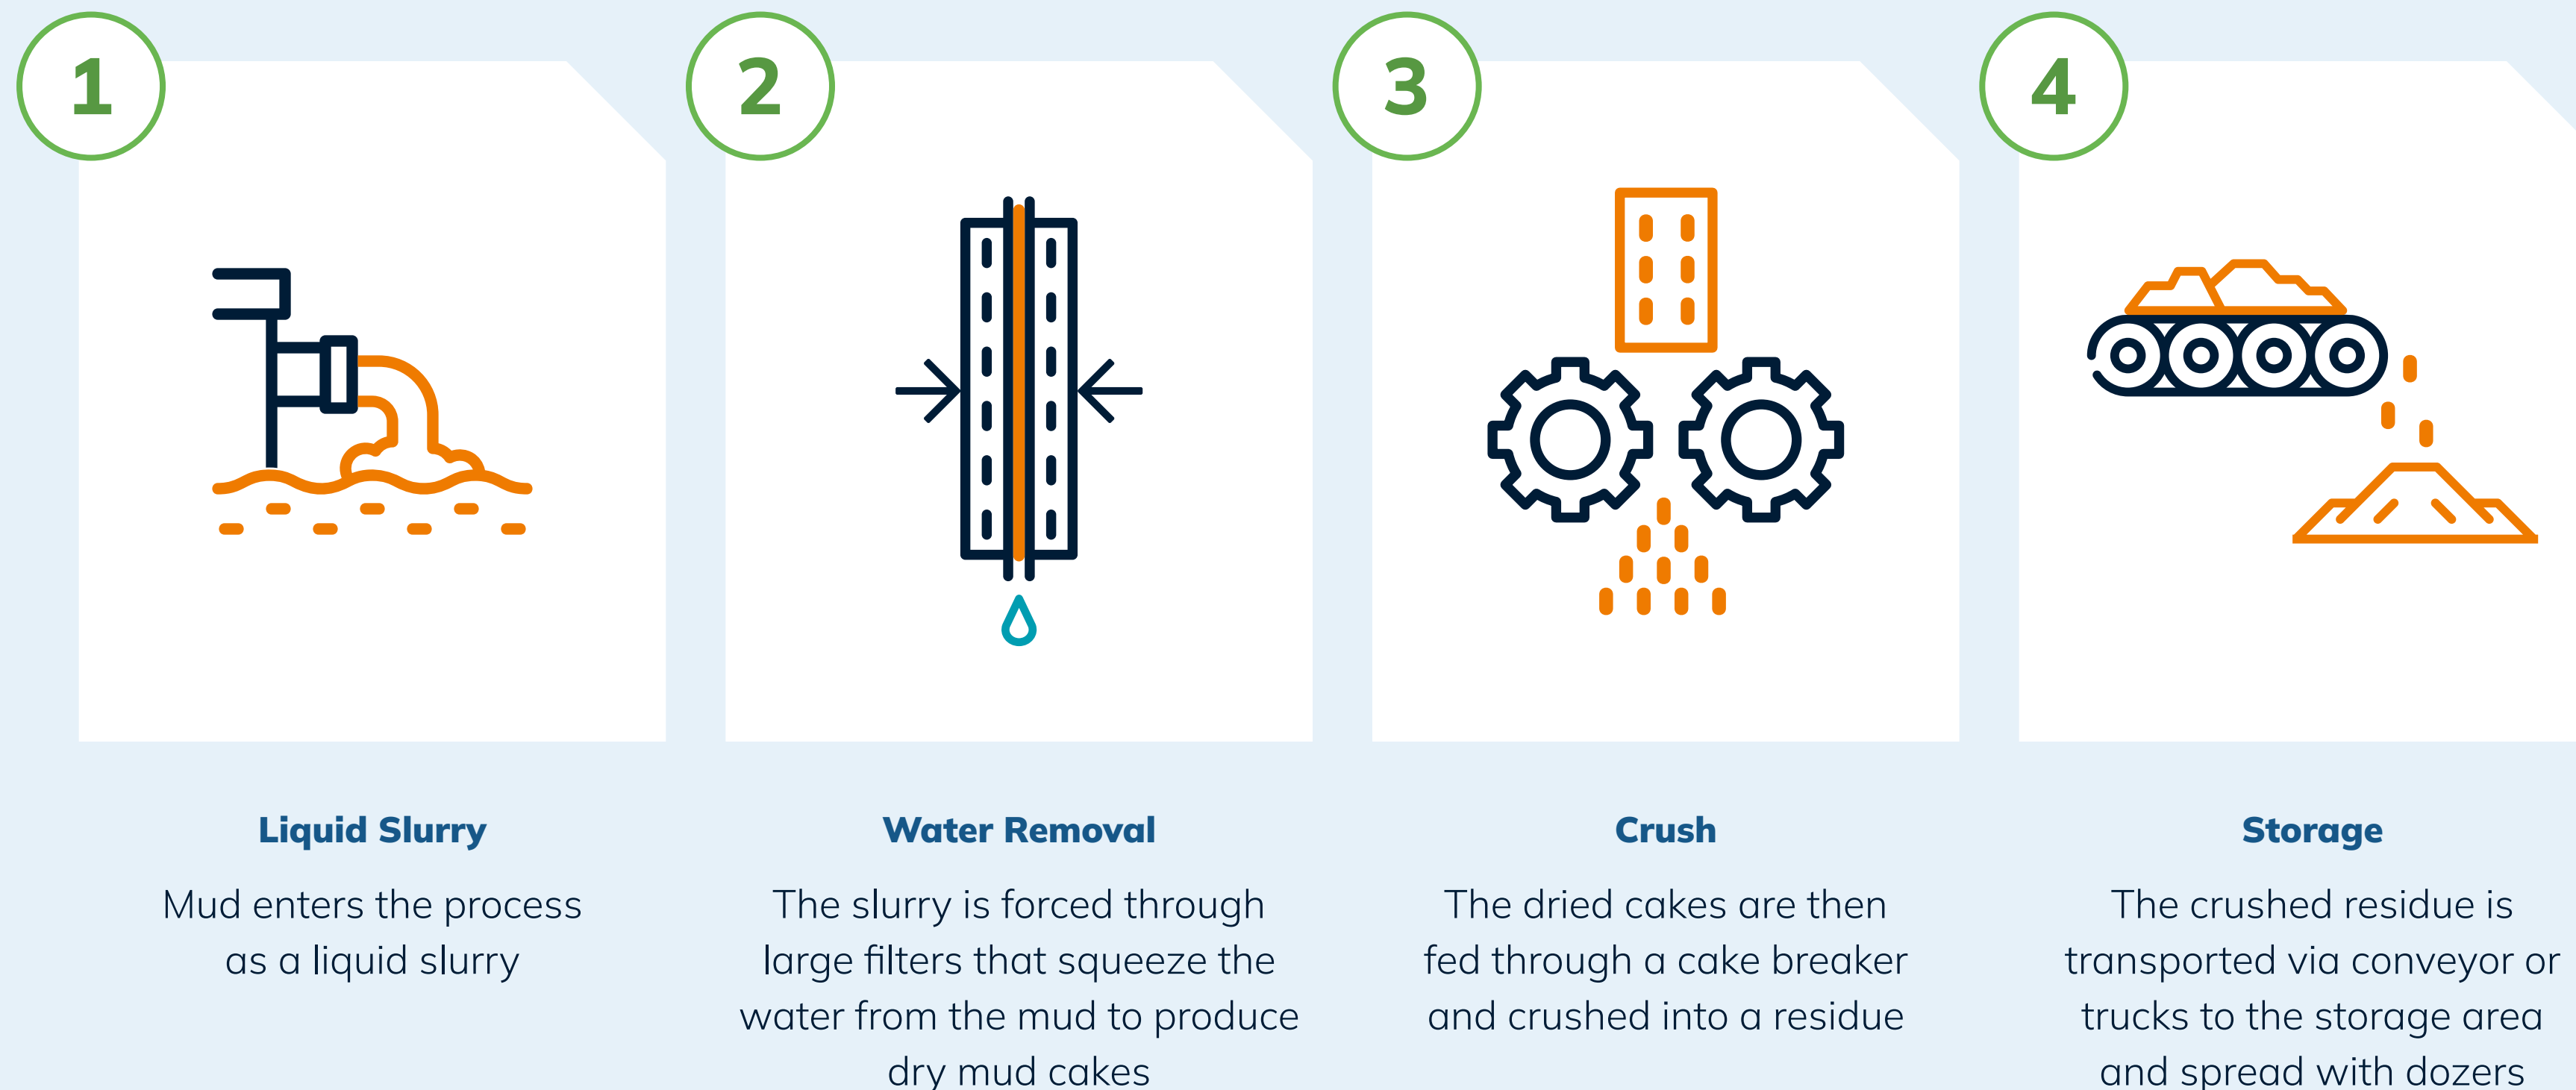 1
Liquid Slurry
Mud enters the process
as a liquid slurry
2
Water Removal
The slurry is forced through
large filters that squeeze the
water from the mud to produce
dry mud cakes
3
Crush
The dried cakes are then
fed through a cake breaker
and crushed into a residue
4
Storage
The crushed residue is
transported via conveyor or
trucks to the storage area
and spread with dozers